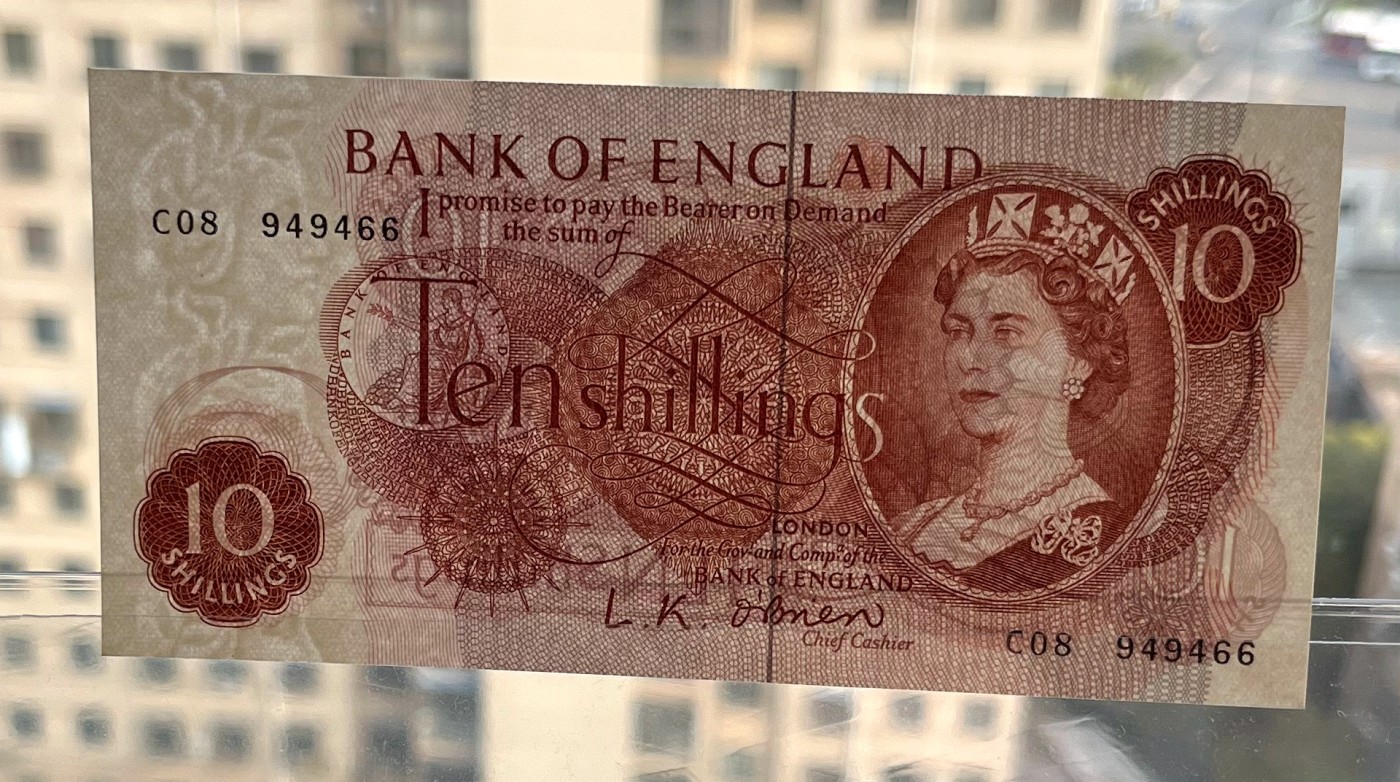 BANK OF ENGLAND
SHILLINGS
10
C08 949466
I promise to pay the Bearer on Demand
the sum of
BANK OF ENGLAND
Ten shillings
LONDON
For the Govr and Compa of the
BANK of ENGLAND
10
SHILLINGS
L.K. O'Brien
Chief Cashier
C08 949466